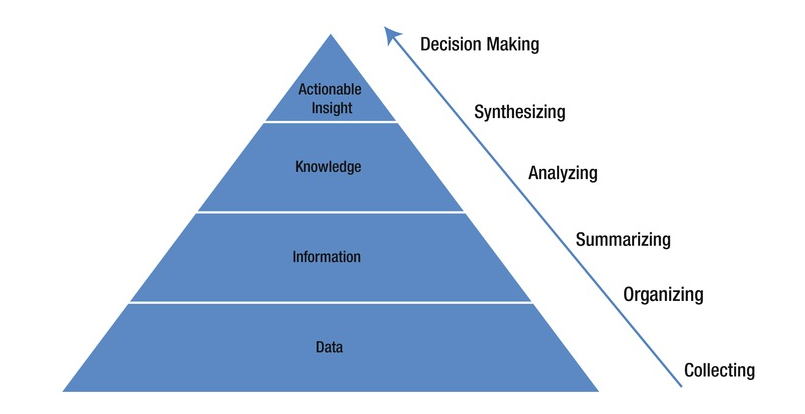 Decision Making
Actionable
Insight
Synthesizing
Knowledge
Analyzing
Summarizing
Information
Organizing
Data
Collecting